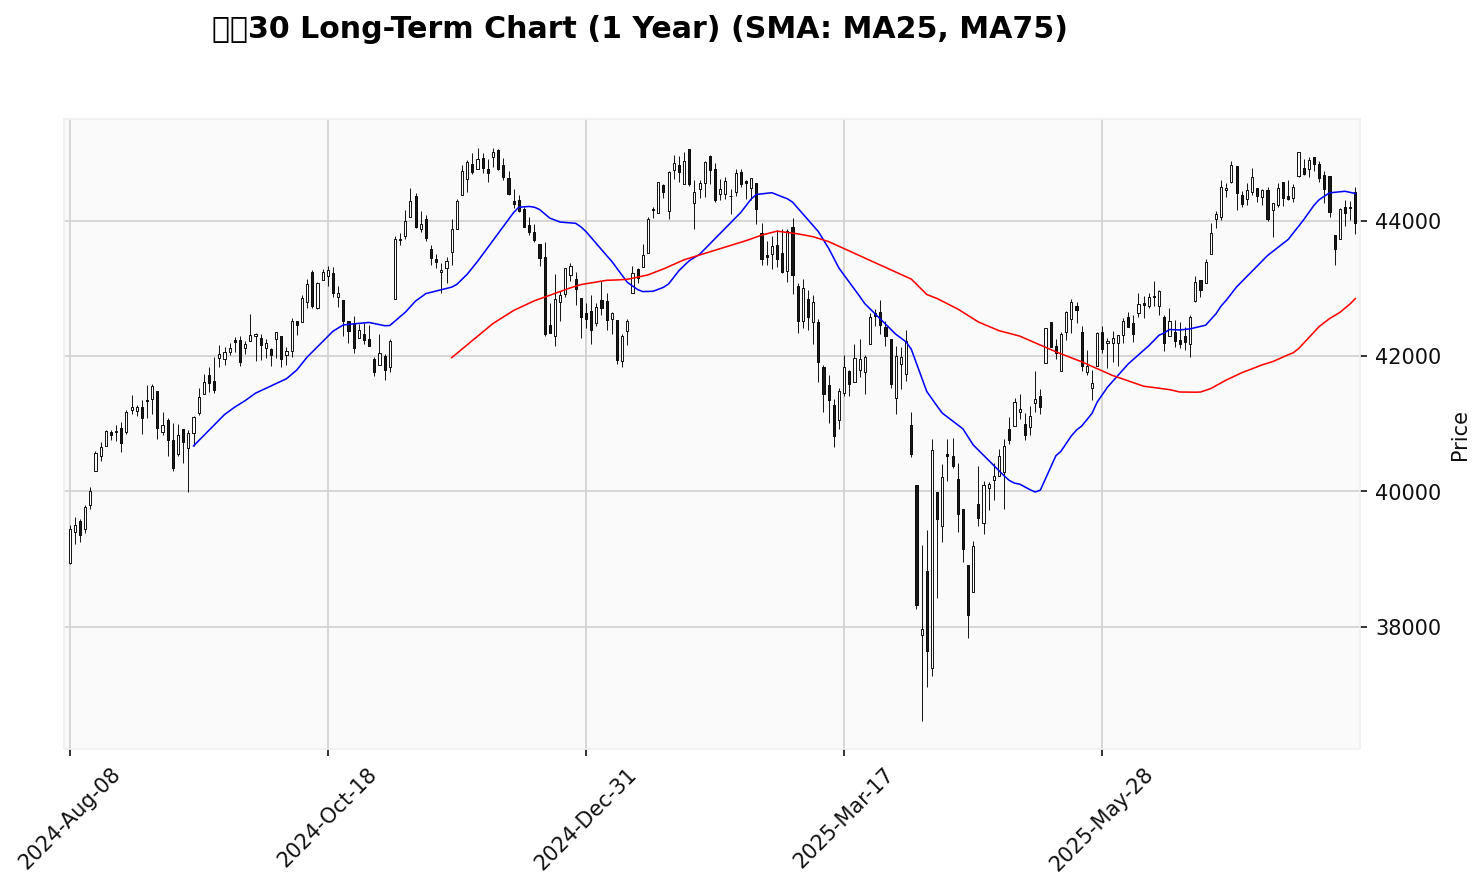 30 Long-Term Chart (1 Year) (SMA: MA25, MA75)
44000
42000
40000
38000
Price
2024-Aug-08
2024-Oct-18
2024-Dec-31
2025-Mar-17
2025-May-28